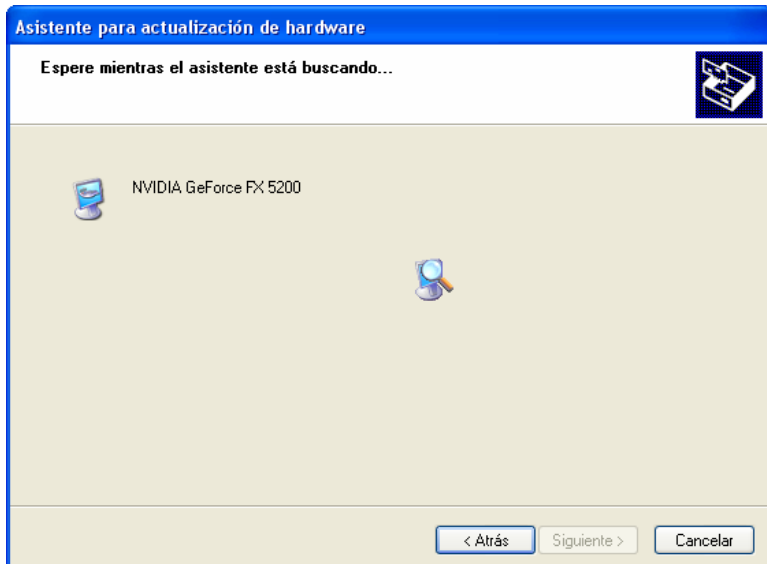 Asistente para actualización de hardware
Espere mientras el asistente está buscando...
NVIDIA GeForce FX 5200
< Atrás
Siguiente >
Cancelar